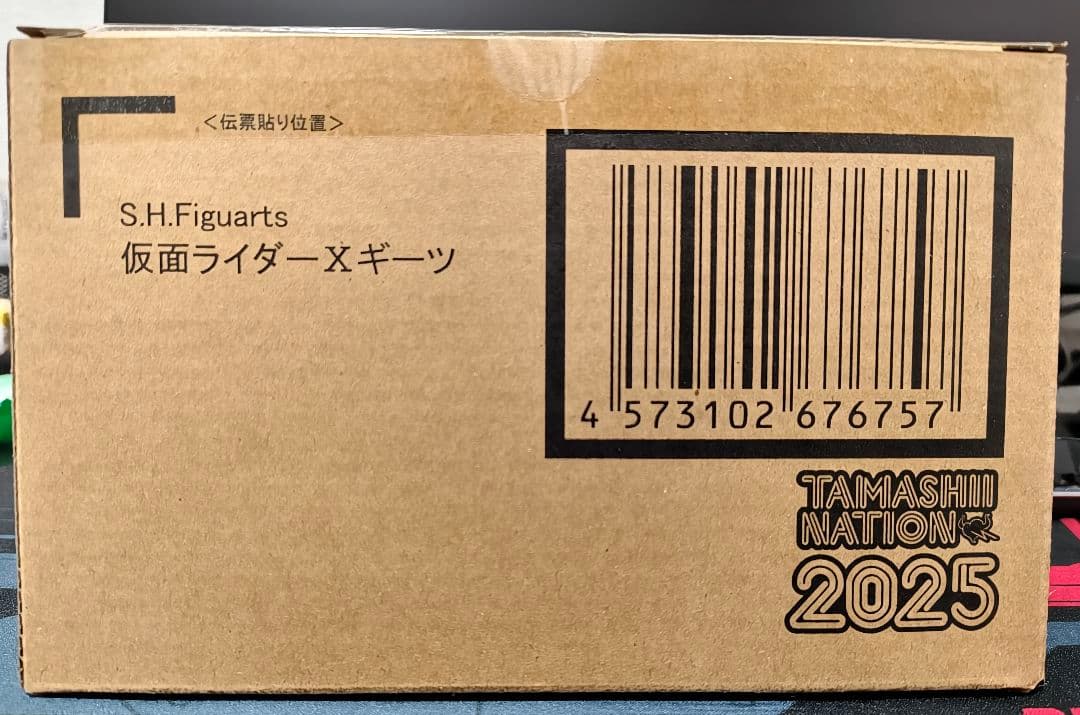 <伝票貼り位置>
S.H.Figuarts
仮面ライダーXギーツ
4 573102 676757
TAMASHII
NATION
2025